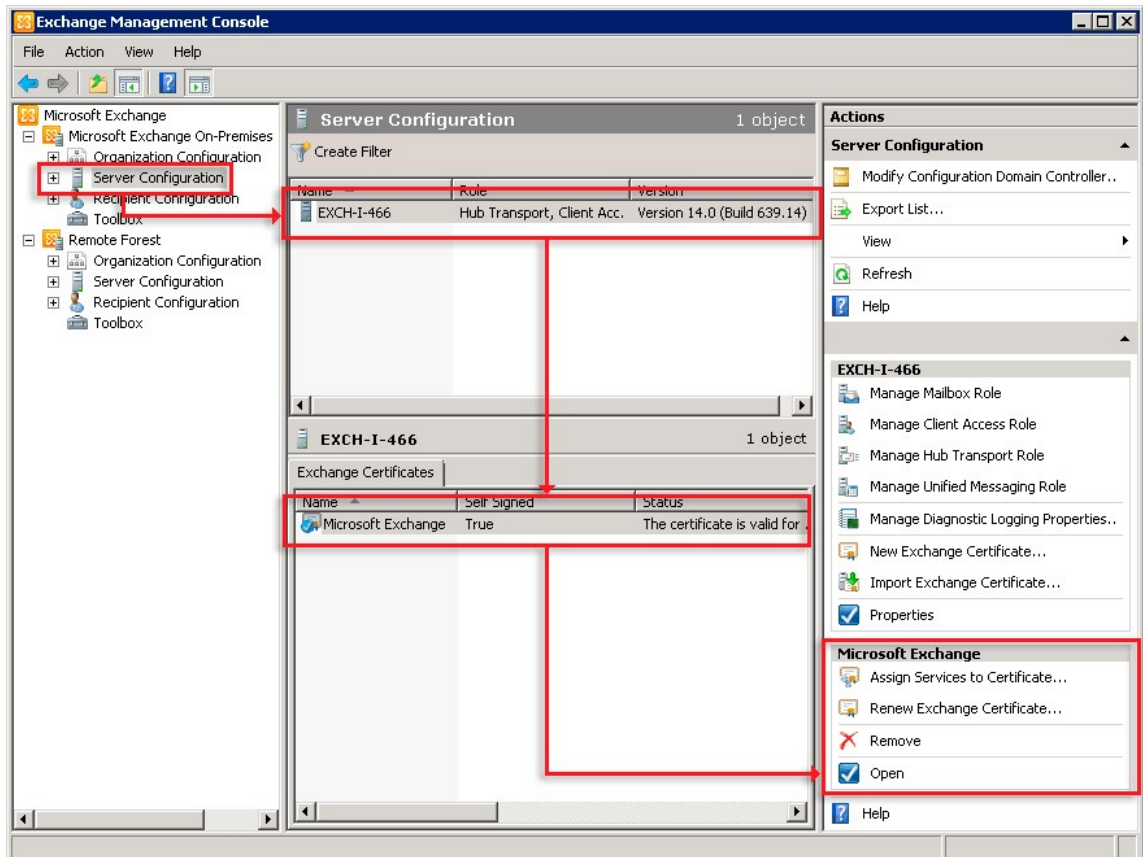 Exchange Management Console
File Action View Help
Microsoft Exchange
Microsoft Exchange On-Premises
Organization Configuration
Server Configuration
Recipient Configuration
Toolbox
Remote Forest
Organization Configuration
Server Configuration
Recipient Configuration
Toolbox
Server Configuration 1 object
Create Filter
Name Role Version
EXCH-I-466 Hub Transport, Client Acc. Version 14.0 (Build 639.14)
EXCH-I-466 1 object
Exchange Certificates
Name Self Signed Status
Microsoft Exchange True The certificate is valid for .
Actions
Server Configuration
Modify Configuration Domain Controller..
Export List...
View
Refresh
Help
EXCH-I-466
Manage Mailbox Role
Manage Client Access Role
Manage Hub Transport Role
Manage Unified Messaging Role
Manage Diagnostic Logging Properties..
New Exchange Certificate...
Import Exchange Certificate...
Properties
Microsoft Exchange
Assign Services to Certificate...
Renew Exchange Certificate...
Remove
Open
Help